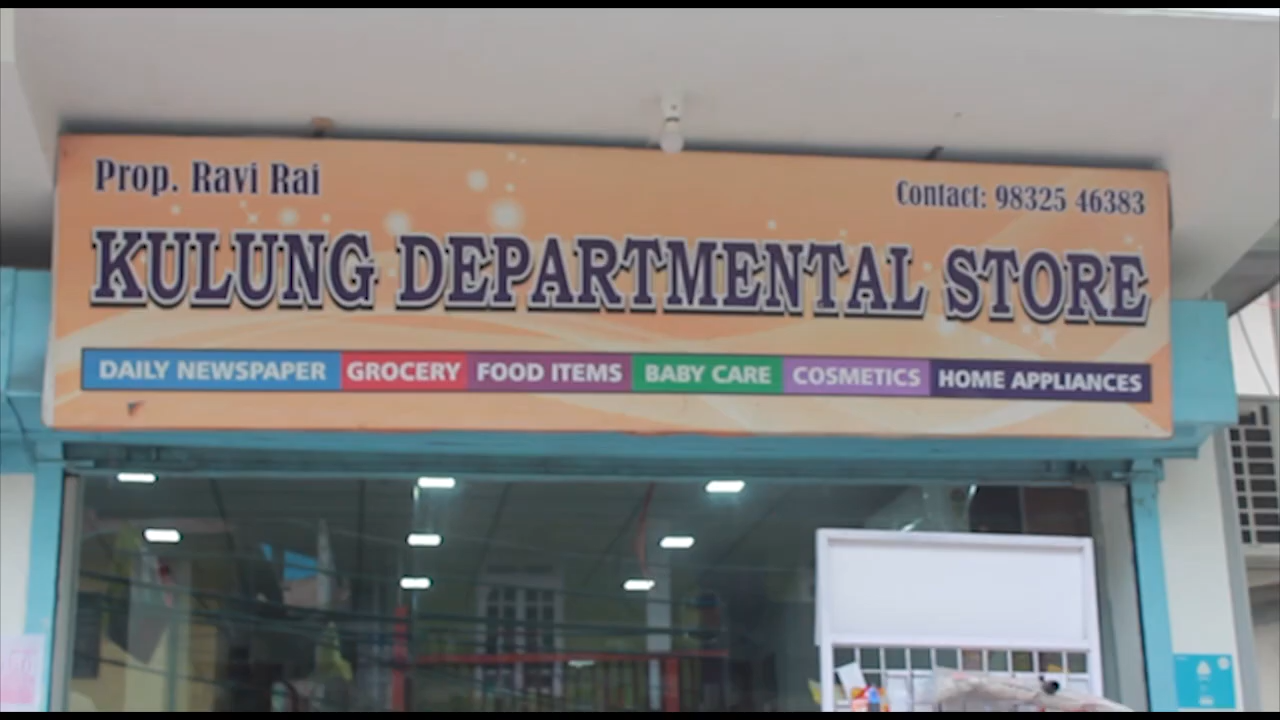 Prop. Ravi Rai
Contact: 98325 46383
KULUNG DEPARTMENTAL STORE
DAILY NEWSPAPER GROCERY FOOD ITEMS BABY CARE COSMETICS HOME APPLIANCES